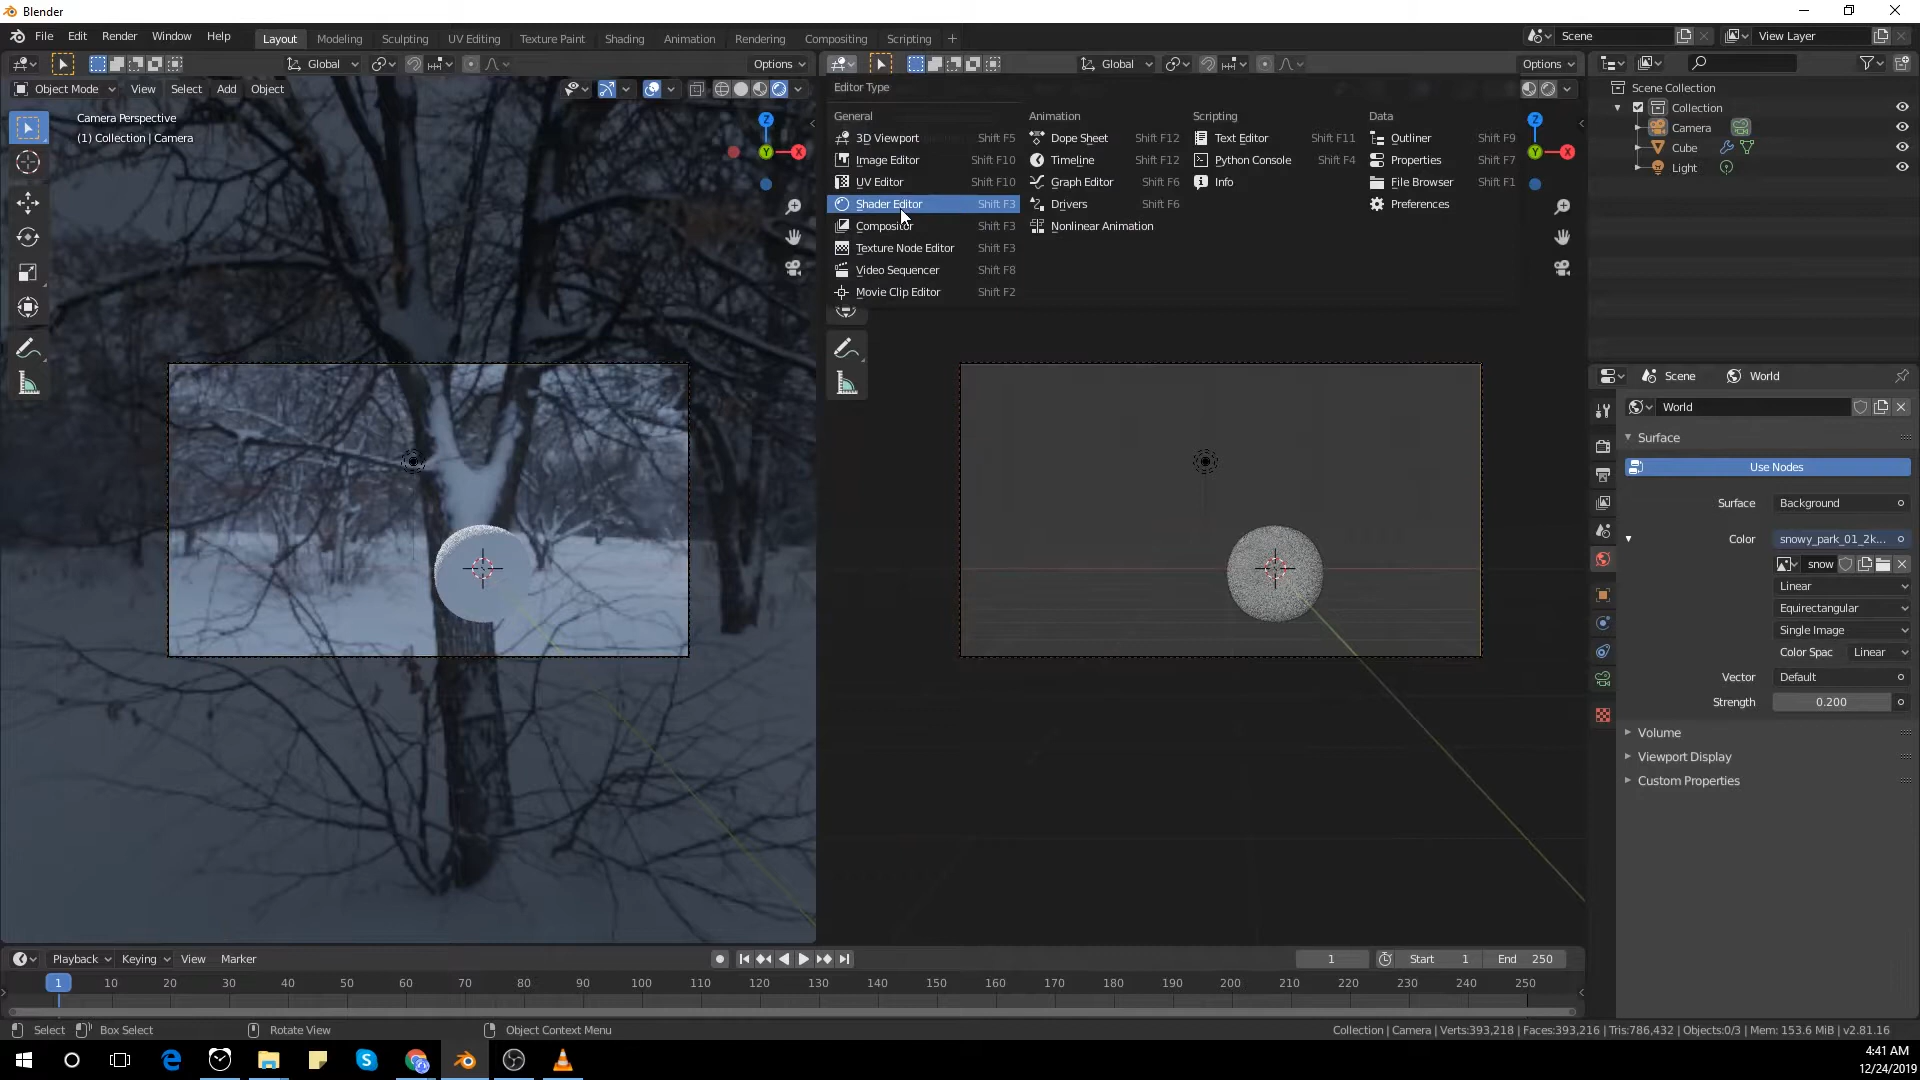 Blender
File Edit Render Window Help Layout Modeling Sculpting UV Editing Texture Paint Shading Animation Rendering Compositing Scripting Scene View Layer
Global Options Global Options
Object Mode View Select Add Object Editor Type Scene Collection
Camera Perspective
(1) Collection | Camera
General Animation Scripting Data
3D Viewport Shift F5 Dope Sheet Shift F12 Text Editor Shift F11 Outliner Shift F9
Image Editor Shift F10 Timeline Shift F12 Python Console Shift F4 Properties Shift F7
UV Editor Shift F10 Graph Editor Shift F6 Info File Browser Shift F1
Shader Editor Shift F3 Drivers Shift F6 Preferences
Compositor Shift F3 Nonlinear Animation
Texture Node Editor Shift F3
Video Sequencer Shift F8
Movie Clip Editor Shift F2
Z
Y
X
Z
Y
X
Collection
Camera
Cube
Light
Scene World
World
Surface
Use Nodes
Surface Background
Color snowy_park_01_2k...
snow
Linear
Equirectangular
Single Image
Color Spac Linear
Vector Default
Strength 0.200
Volume
Viewport Display
Custom Properties
Playback Keying View Marker 1 Start 1 End 250
1 10 20 30 40 50 60 70 80 90 100 110 120 130 140 150 160 170 180 190 200 210 220 230 240 250
Select Box Select Rotate View Object Context Menu Collection | Camera | Verts:393,218 | Faces:393,216 | Tris:786,432 | Objects:0/3 | Mem: 153.6 MiB | v2.81.16
4:41 AM
12/24/2019